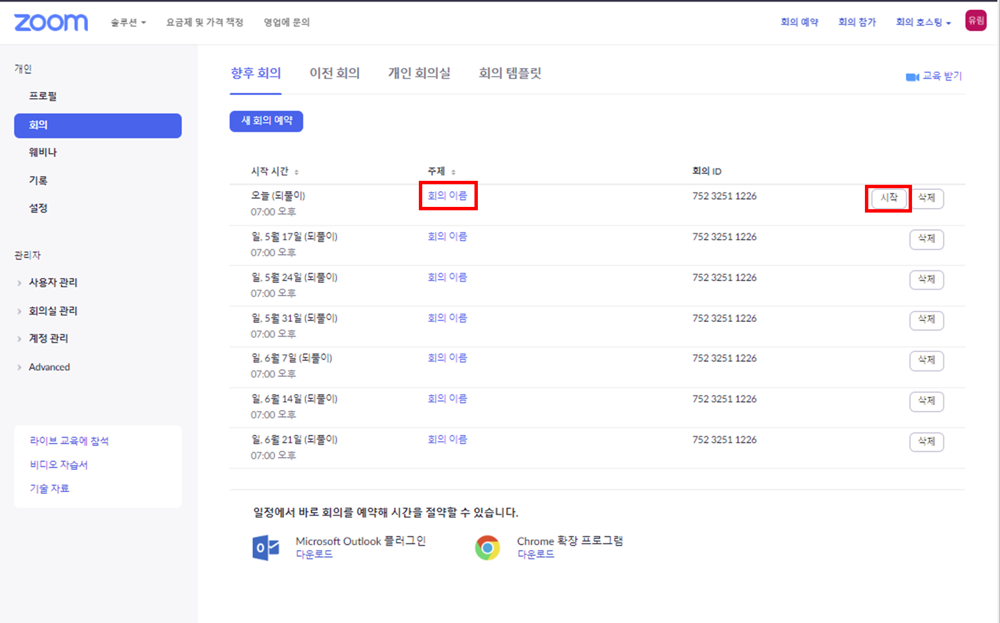 zoom 솔루션 요금제 및 가격 책정 영업에 문의 회의 예약 회의 참가 회의 호스팅 유림
개인
프로필
회의
웨비나
기록
설정
관리자
사용자 관리
회의실 관리
계정 관리
Advanced
라이브 교육에 참석
비디오 자습서
기술 자료
향후 회의 이전 회의 개인 회의실 회의 템플릿 교육 받기
새 회의 예약
시작 시간 주제 회의 ID
오늘 (되풀이) 회의 이름 752 3251 1226 시작 삭제
07:00 오후
일, 5월 17일 (되풀이) 회의 이름 752 3251 1226 삭제
07:00 오후
일, 5월 24일 (되풀이) 회의 이름 752 3251 1226 삭제
07:00 오후
일, 5월 31일 (되풀이) 회의 이름 752 3251 1226 삭제
07:00 오후
일, 6월 7일 (되풀이) 회의 이름 752 3251 1226 삭제
07:00 오후
일, 6월 14일 (되풀이) 회의 이름 752 3251 1226 삭제
07:00 오후
일, 6월 21일 (되풀이) 회의 이름 752 3251 1226 삭제
07:00 오후
일정에서 바로 회의를 예약해 시간을 절약할 수 있습니다.
Microsoft Outlook 플러그인
다운로드
Chrome 확장 프로그램
다운로드